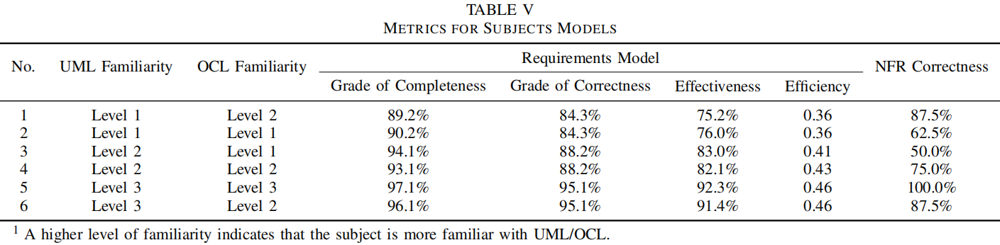 TABLE V
METRICS FOR SUBJECTS MODELS
No. UML Familiarity OCL Familiarity Requirements Model NFR Correctness
Grade of Completeness Grade of Correctness Effectiveness Efficiency
1 Level 1 Level 2 89.2% 84.3% 75.2% 0.36 87.5%
2 Level 1 Level 1 90.2% 84.3% 76.0% 0.36 62.5%
3 Level 2 Level 1 94.1% 88.2% 83.0% 0.41 50.0%
4 Level 2 Level 2 93.1% 88.2% 82.1% 0.43 75.0%
5 Level 3 Level 3 97.1% 95.1% 92.3% 0.46 100.0%
6 Level 3 Level 2 96.1% 95.1% 91.4% 0.46 87.5%
1 A higher level of familiarity indicates that the subject is more familiar with UML/OCL.